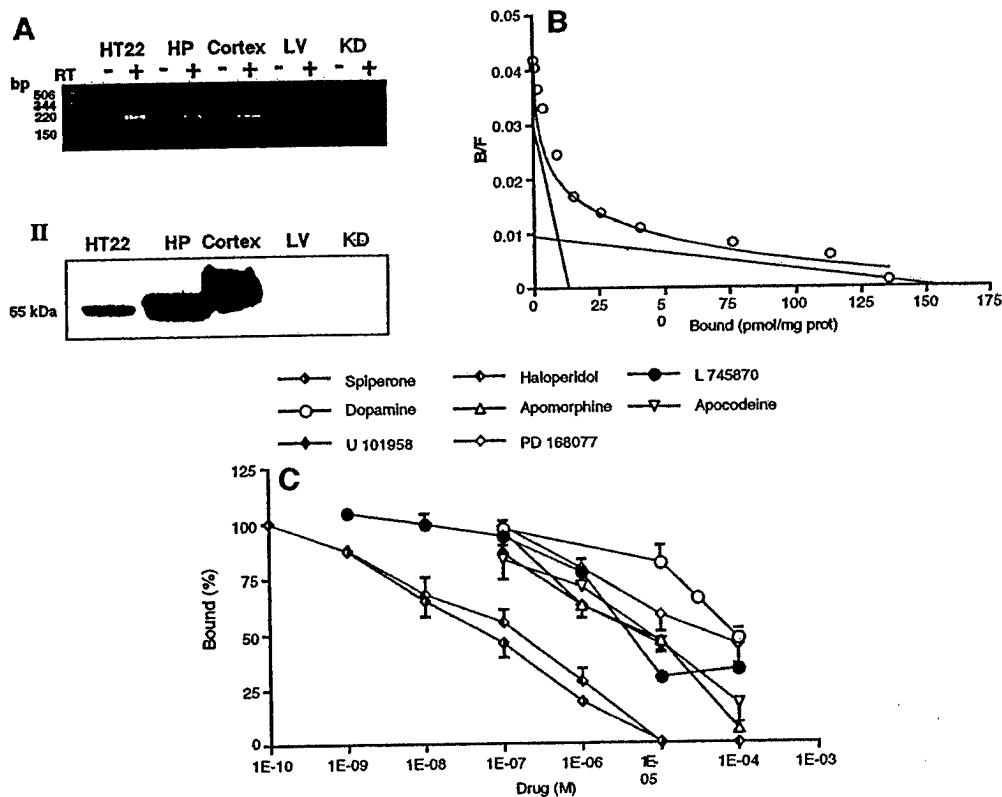 A
HT22 HP Cortex LV KD
RT - + - + - + - + - +
bp
506
344
220
150
II
HT22 HP Cortex LV KD
55 kDa
B
0.05
0.04
0.03
0.02
0.01
0
B/F
0 25 5 0 75 100 125 150 175
Bound (pmol/mg prot)
Spiperone Haloperidol L 745870
Dopamine Apomorphine Apocodeine
U 101958 PD 168077
C
125
100
75
50
25
0
Bound (%)
1E-10 1E-09 1E-08 1E-07 1E-06 1E- 05 1E-04 1E-03
Drug (M)